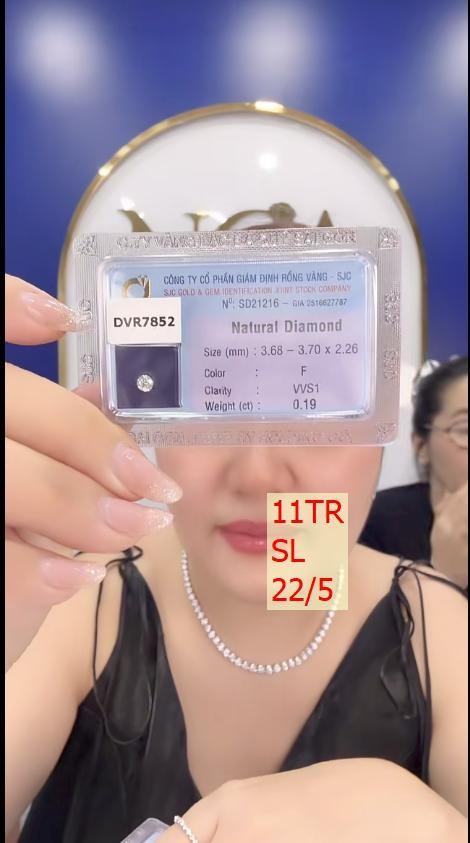 CÔNG TY CỔ PHẦN GIÁM ĐỊNH RỒNG VÀNG - SJC
SJC GOLD & GEM IDENTIFICATION JOINT STOCK COMPANY
Nº: SD21216 - GIA 2516627787
DVR7852
Natural Diamond
Size (mm) : 3.68 - 3.70 x 2.26
Color : F
Clarity : VVS1
Weight (ct) : 0.19
11TR
SL
22/5